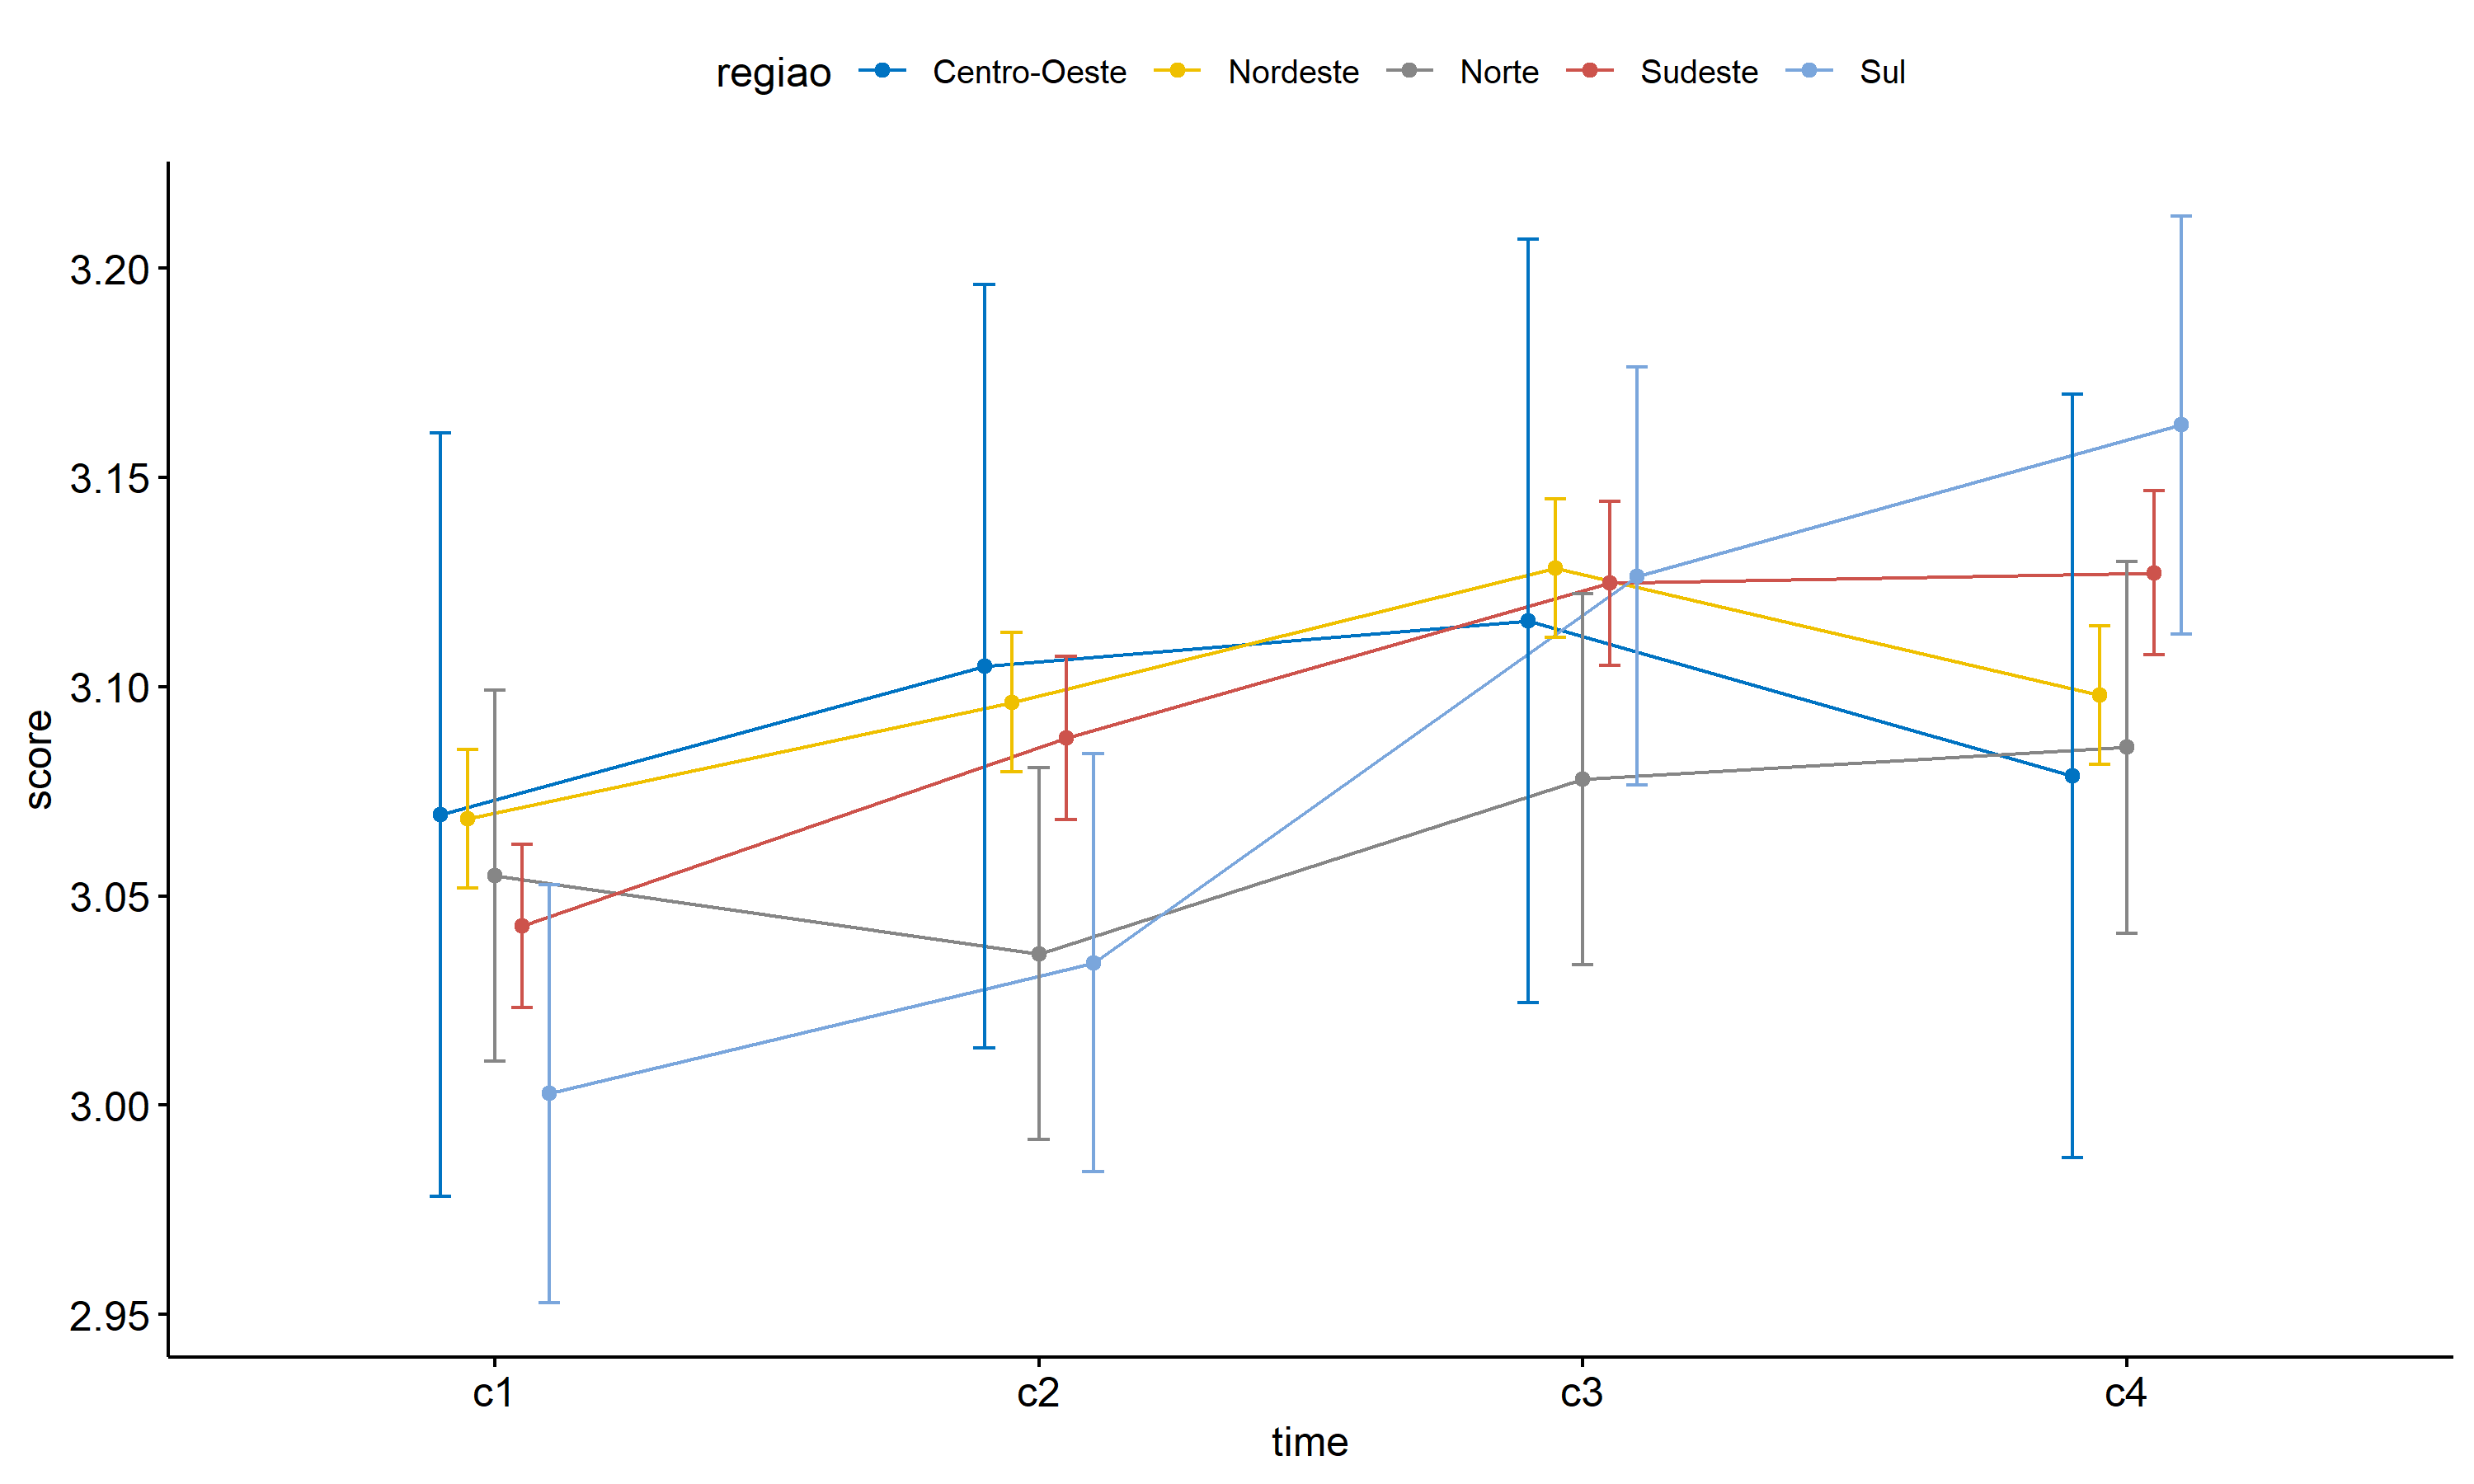 regiao Centro-Oeste Nordeste Norte Sudeste Sul
3.20
3.15
3.10
3.05
3.00
2.95
score
c1 c2 c3 c4
time